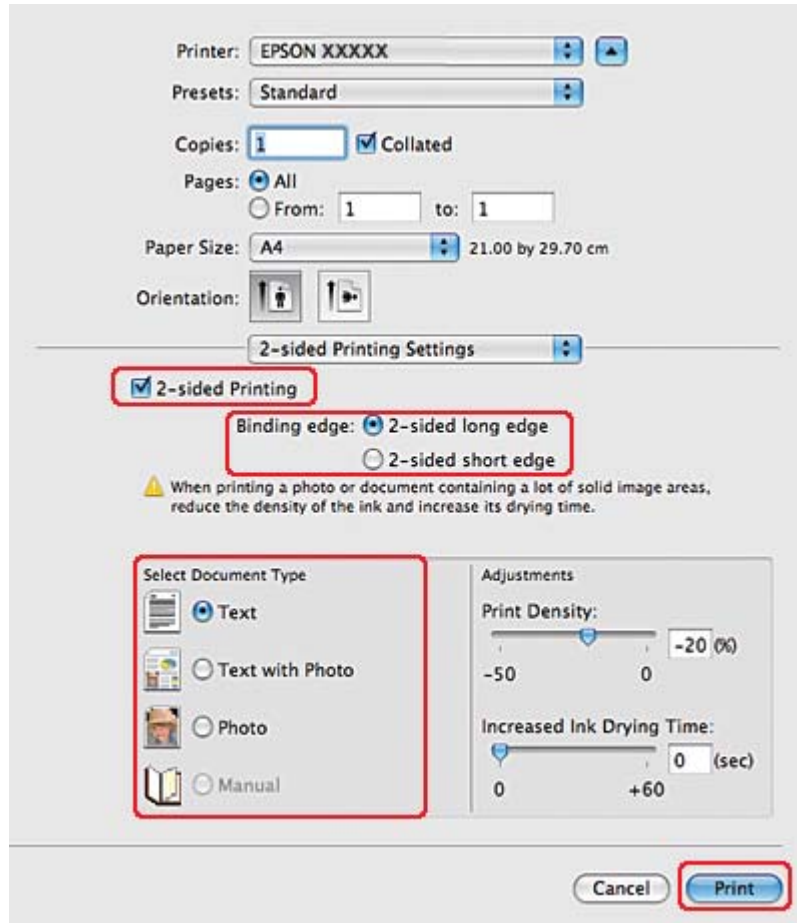 Printer: EPSON XXXXX
Presets: Standard
Copies: 1 Collated
Pages: All
From: 1 to: 1
Paper Size: A4 21.00 by 29.70 cm
Orientation:
2-sided Printing Settings
2-sided Printing
Binding edge: 2-sided long edge
2-sided short edge
When printing a photo or document containing a lot of solid image areas,
reduce the density of the ink and increase its drying time.
Select Document Type
Text
Text with Photo
Photo
Manual
Adjustments
Print Density:
-20 (%)
-50 0
Increased Ink Drying Time:
0 (sec)
0 +60
Cancel Print